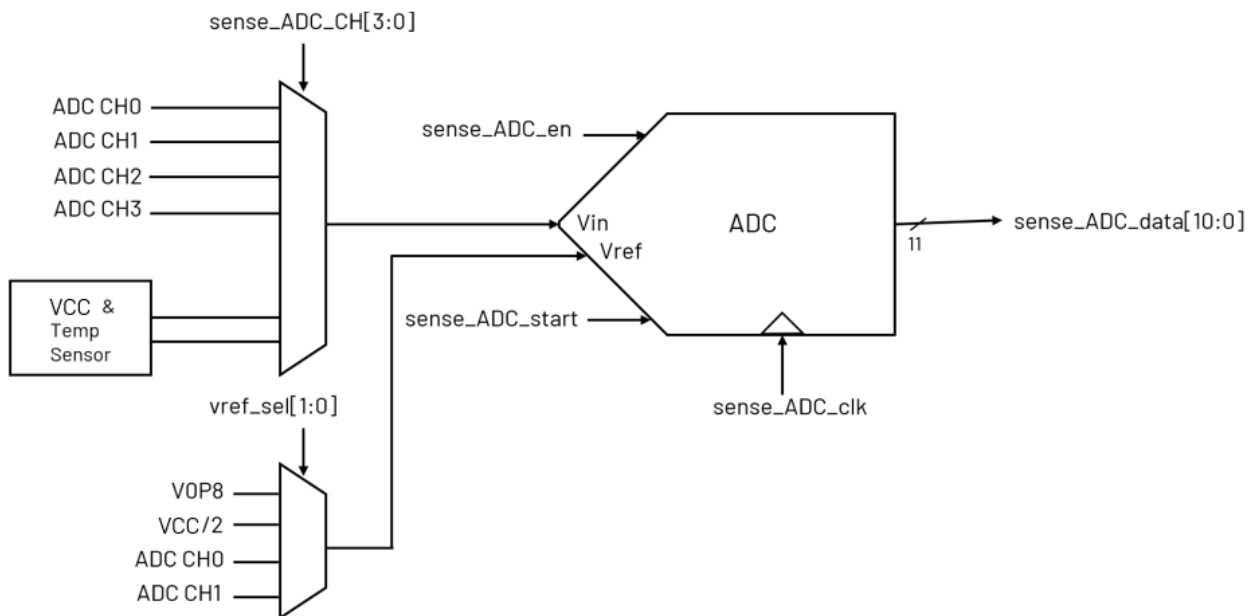 sense_ADC_CH[3:0]
ADC CH0
ADC CH1
ADC CH2
ADC CH3
VCC &
Temp
Sensor
sense_ADC_en
Vin
Vref
ADC
11
sense_ADC_data[10:0]
sense_ADC_start
sense_ADC_clk
vref_sel[1:0]
V0P8
VCC/2
ADC CH0
ADC CH1